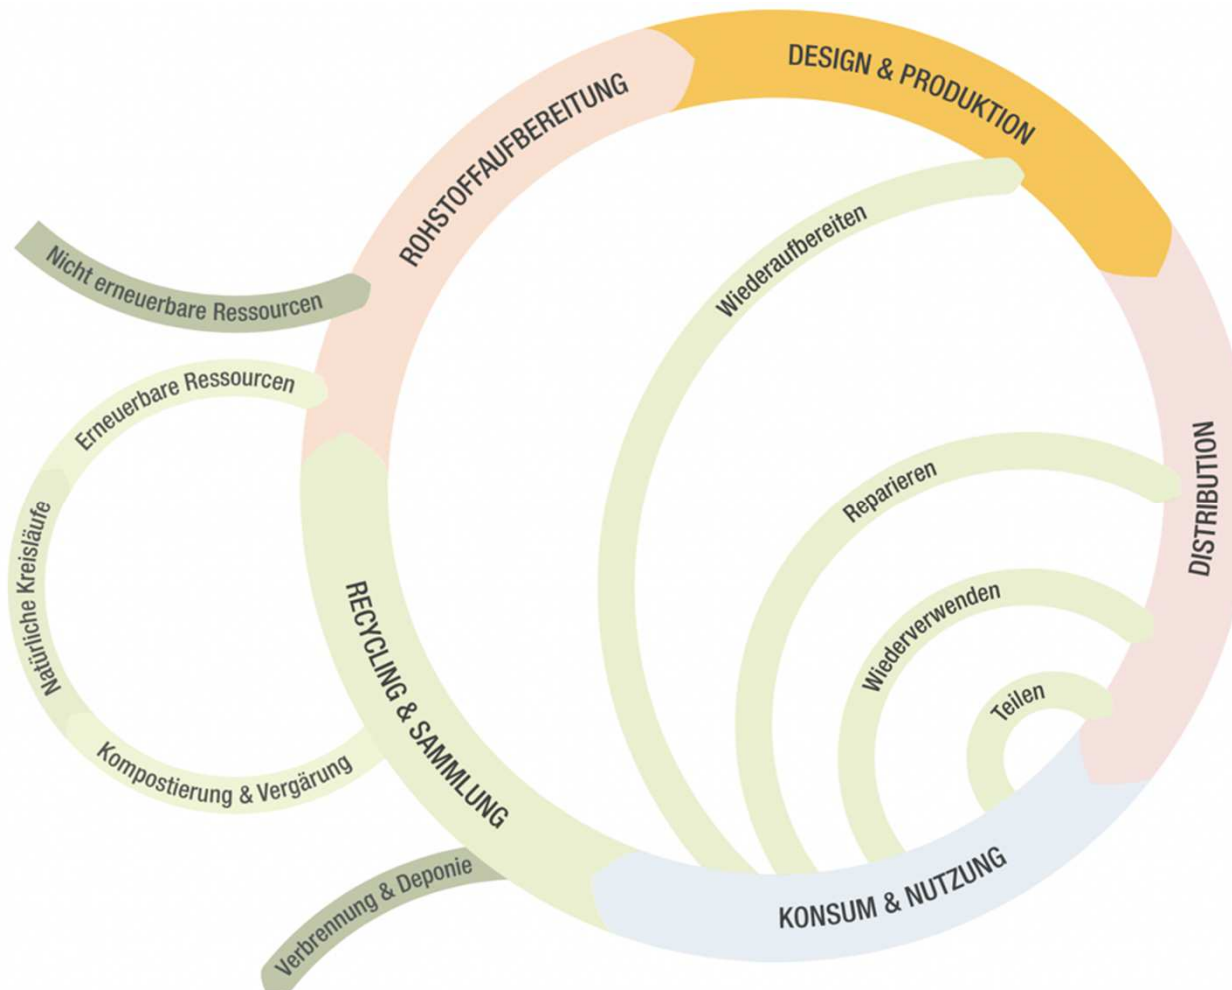 DESIGN & PRODUKTION
ROHSTOFFAUFBEREITUNG
Wiederaufbereiten
Nicht erneuerbare Ressourcen
Erneuerbare Ressourcen
DISTRIBUTION
Reparieren
Natürliche Kreisläufe
Wiederverwenden
RECYCLING & SAMMLUNG
Teilen
Kompostierung & Vergärung
KONSUM & NUTZUNG
Verbrennung & Deponie